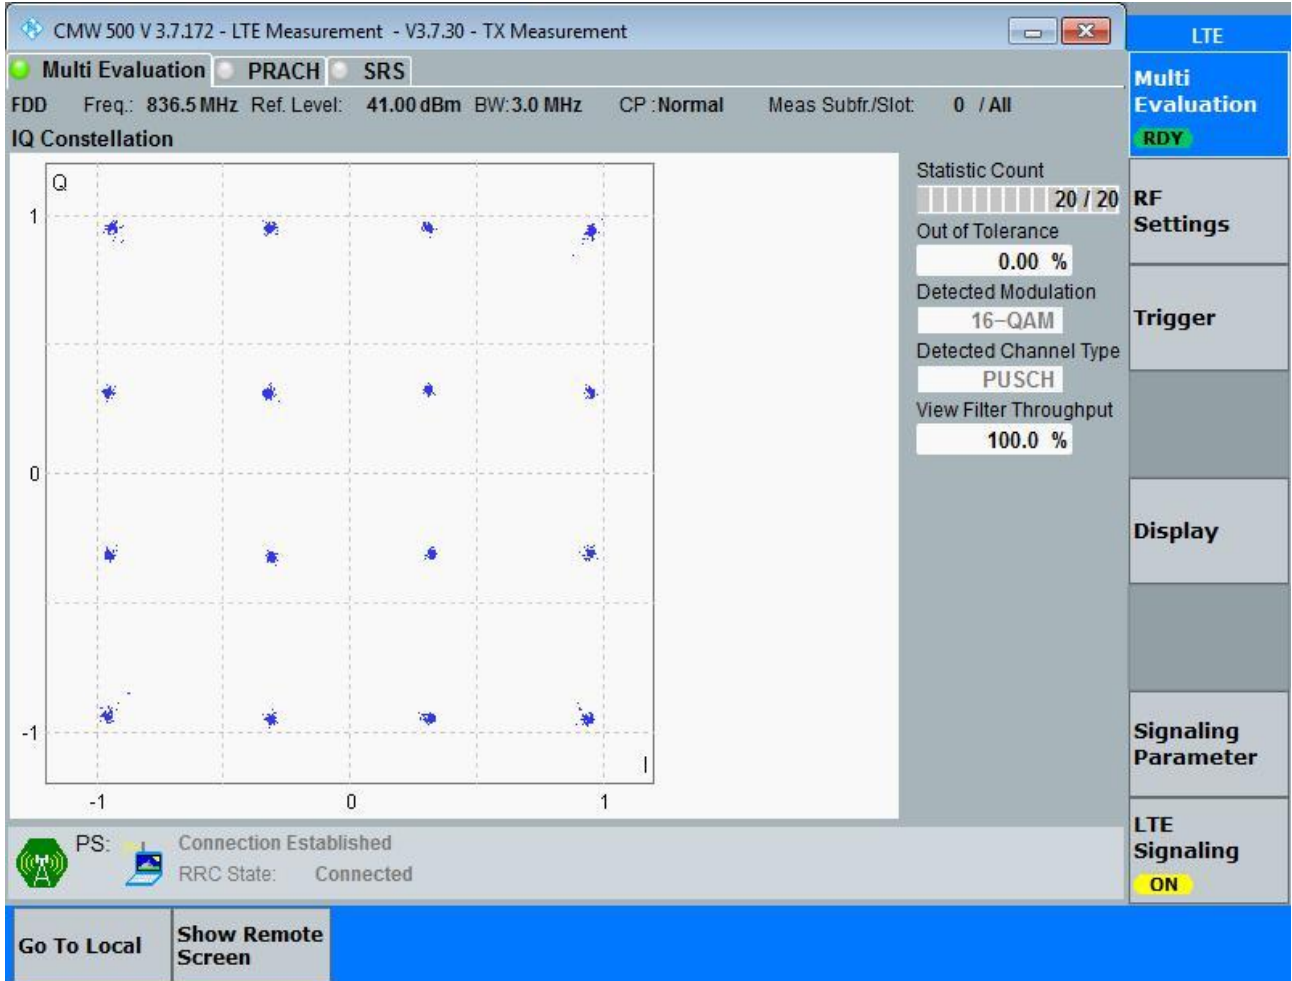 CMW 500 V 3.7.172 - LTE Measurement - V3.7.30 - TX Measurement
LTE
Multi Evaluation PRACH SRS
FDD Freq.: 836.5 MHz Ref. Level: 41.00 dBm BW: 3.0 MHz CP : Normal Meas Subfr./Slot: 0 / All
IQ Constellation
Q
1
0
-1
-1 0 1
I
Statistic Count
20 / 20
Out of Tolerance
0.00 %
Detected Modulation
16-QAM
Detected Channel Type
PUSCH
View Filter Throughput
100.0 %
Multi
Evaluation
RDY
RF
Settings
Trigger
Display
Signaling
Parameter
LTE
Signaling
ON
PS: Connection Established
RRC State: Connected
Go To Local
Show Remote
Screen